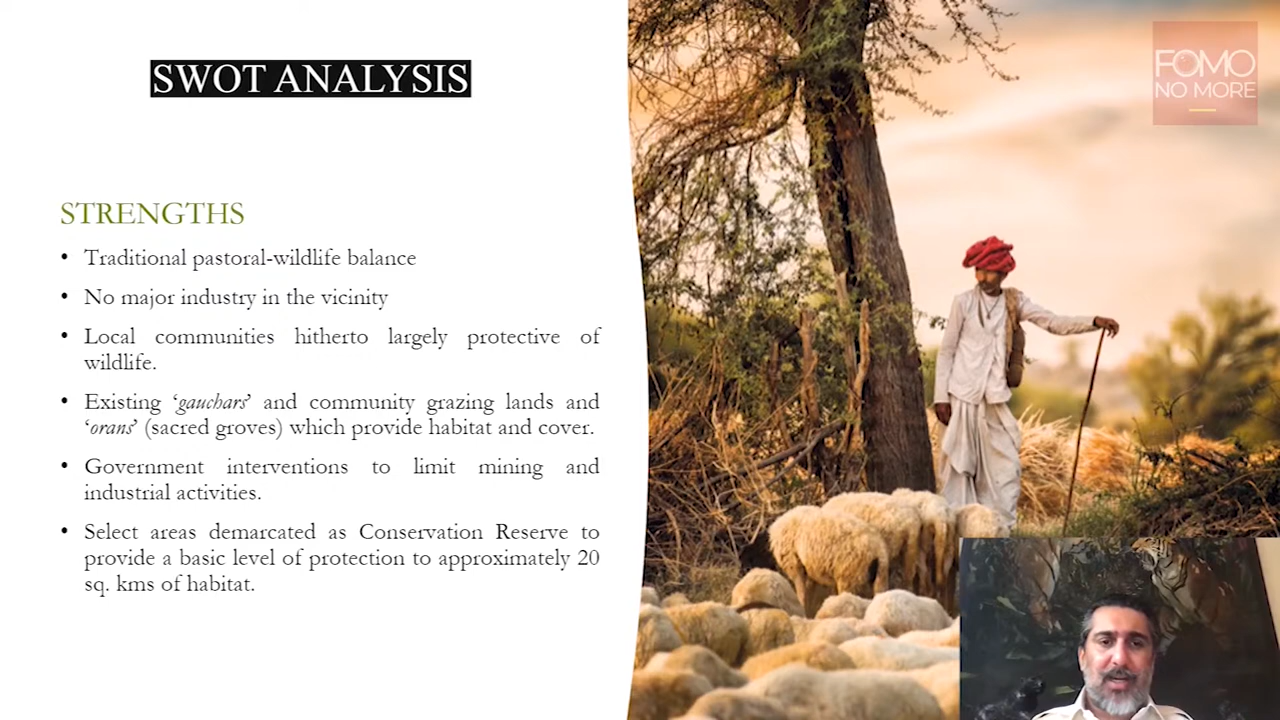 SWOT ANALYSIS
FOMO
NO MORE
STRENGTHS
• Traditional pastoral-wildlife balance
• No major industry in the vicinity
• Local communities hitherto largely protective of
wildlife.
• Existing ‘gauchars’ and community grazing lands and
‘orans’ (sacred groves) which provide habitat and cover.
• Government interventions to limit mining and
industrial activities.
• Select areas demarcated as Conservation Reserve to
provide a basic level of protection to approximately 20
sq. kms of habitat.